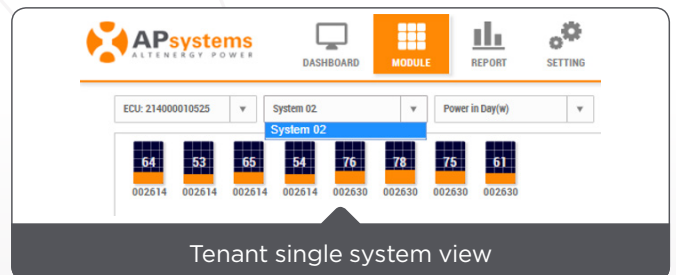 APsystems
ALTENERGY POWER
DASHBOARD MODULE REPORT SETTING
ECU: 214000010525 System 02 Power in Day(w)
System 02
64 53 65 54 76 78 75 61
002614 002614 002614 002614 002630 002630 002630 002630
Tenant single system view